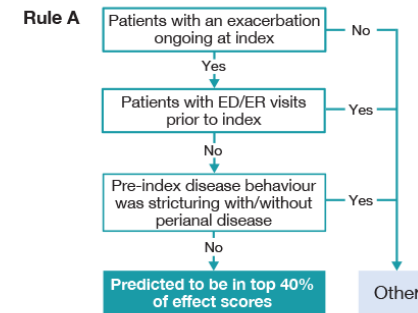 Rule A
Patients with an exacerbation
ongoing at index
No
Yes
Patients with ED/ER visits
prior to index
Yes
No
Pre-index disease behaviour
was stricturing with/without
perianal disease
Yes
No
Predicted to be in top 40%
of effect scores
Other